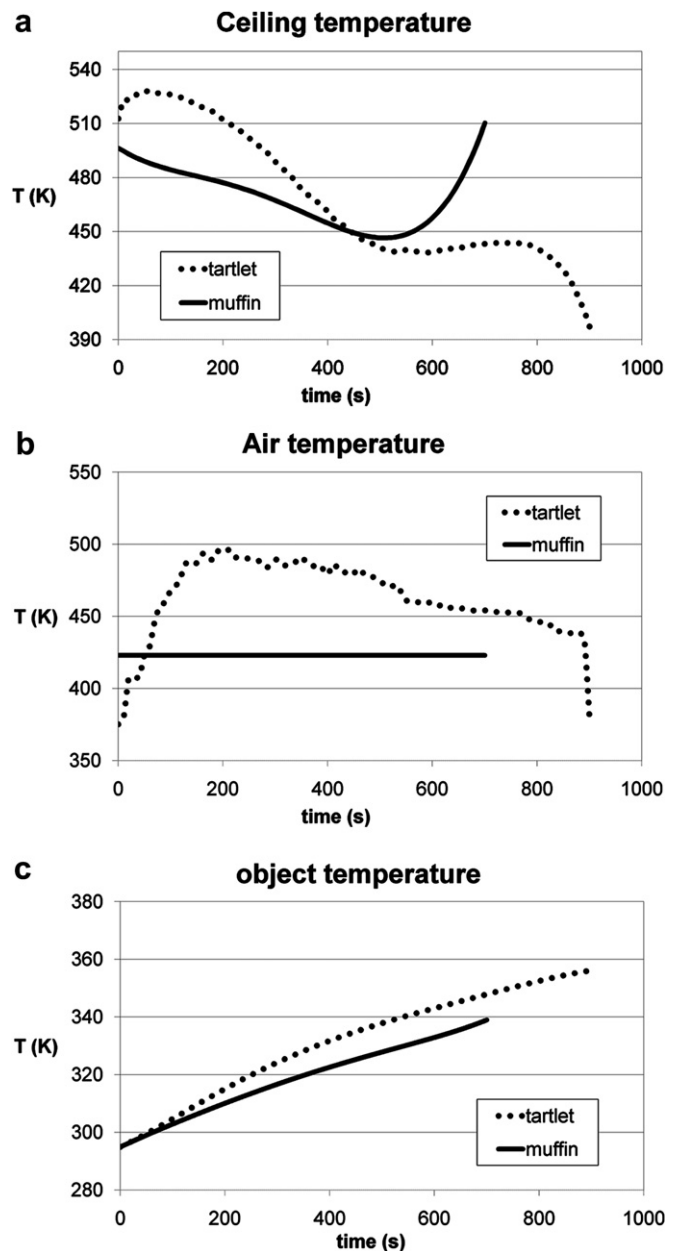 a
Ceiling temperature
540
510
480
T (K)
450
420
390
tartlet
muffin
0 200 400 600 800 1000
time (s)
b
Air temperature
550
500
T (K)
450
400
350
tartlet
muffin
0 200 400 600 800 1000
time (s)
c
object temperature
380
360
T (K)
340
320
300
280
tartlet
muffin
0 200 400 600 800 1000
time (s)